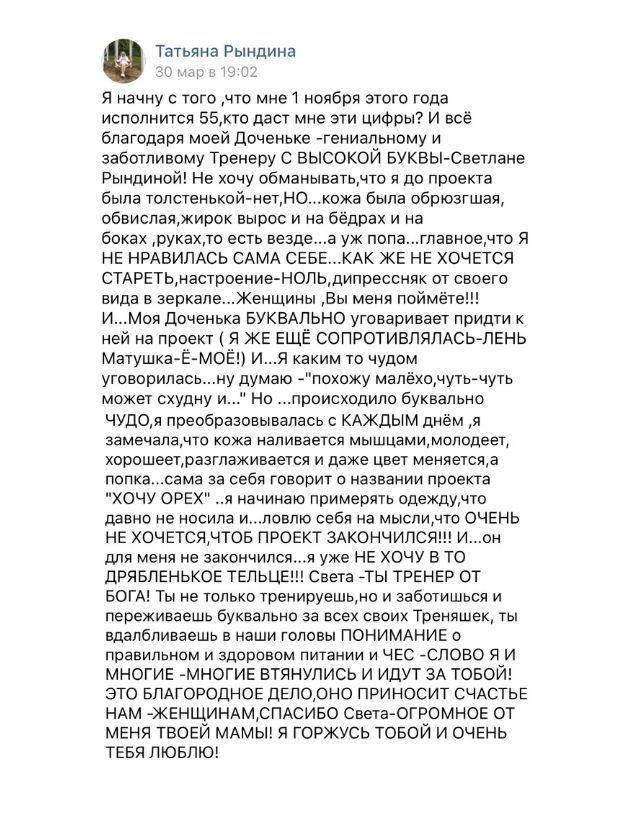 Татьяна Рындина
30 мар в 19:02
Я начну с того ,что мне 1 ноября этого года
исполнится 55,кто даст мне эти цифры? И всё
благодаря моей Доченьке -гениальному и
заботливому Тренеру С ВЫСОКОЙ БУКВЫ-Светлане
Рындиной! Не хочу обманывать,что я до проекта
была толстенькой-нет,НО...кожа была обрюзгшая,
обвислая,жирок вырос и на бёдрах и на
боках ,руках,то есть везде...а уж попа...главное,что Я
НЕ НРАВИЛАСЬ САМА СЕБЕ...КАК ЖЕ НЕ ХОЧЕТСЯ
СТАРЕТЬ,настроение-НОЛЬ,дипрессняк от своего
вида в зеркале...Женщины ,Вы меня поймёте!!!
И...Моя Доченька БУКВАЛЬНО уговаривает придти к
ней на проект ( Я ЖЕ ЕЩЁ СОПРОТИВЛЯЛАСЬ-ЛЕНЬ
Матушка-Ё-МОЁ!) И...Я каким то чудом
уговорилась...ну думаю -"похожу малёхо,чуть-чуть
может схудну и..." Но ...происходило буквально
ЧУДО,я преобразовывалась с КАЖДЫМ днём ,я
замечала,что кожа наливается мышцами,молодеет,
хорошеет,разглаживается и даже цвет меняется,а
попка...сама за себя говорит о названии проекта
"ХОЧУ ОРЕХ" ..я начинаю примерять одежду,что
давно не носила и...ловлю себя на мысли,что ОЧЕНЬ
НЕ ХОЧЕТСЯ,ЧТОБ ПРОЕКТ ЗАКОНЧИЛСЯ!!! И...он
для меня не закончился...я уже НЕ ХОЧУ В ТО
ДРЯБЛЕНЬКОЕ ТЕЛЬЦЕ!!! Света -ТЫ ТРЕНЕР ОТ
БОГА! Ты не только тренируешь,но и заботишься и
переживаешь буквально за всех своих Треняшек, ты
вдалбливаешь в наши головы ПОНИМАНИЕ о
правильном и здоровом питании и ЧЕС -СЛОВО Я И
МНОГИЕ -МНОГИЕ ВТЯНУЛИСЬ И ИДУТ ЗА ТОБОЙ!
ЭТО БЛАГОРОДНОЕ ДЕЛО,ОНО ПРИНОСИТ СЧАСТЬЕ
НАМ -ЖЕНЩИНАМ,СПАСИБО Света-ОГРОМНОЕ ОТ
МЕНЯ ТВОЕЙ МАМЫ! Я ГОРЖУСЬ ТОБОЙ И ОЧЕНЬ
ТЕБЯ ЛЮБЛЮ!